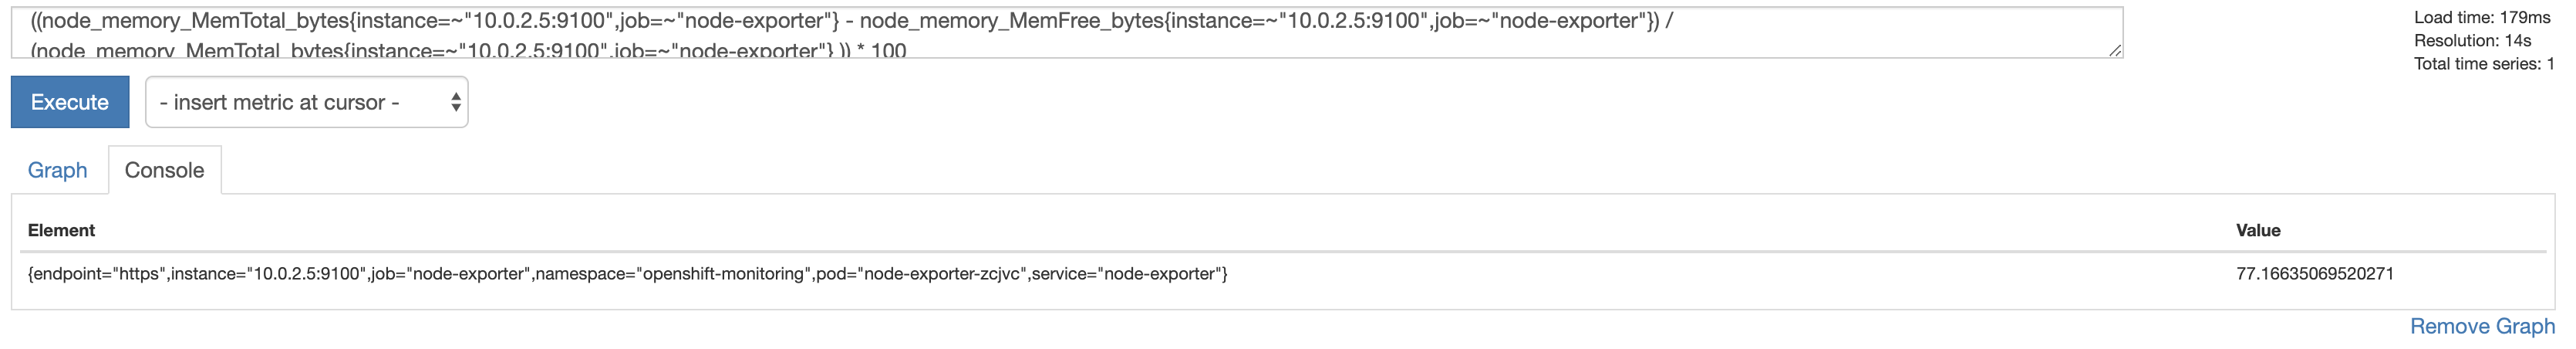 ((node_memory_MemTotal_bytes{instance=~"10.0.2.5:9100",job=~"node-exporter"} - node_memory_MemFree_bytes{instance=~"10.0.2.5:9100",job=~"node-exporter"}) /
(node_memory_MemTotal_bytes{instance=~"10.0.2.5:9100",job=~"node-exporter"} )) * 100
Load time: 179ms
Resolution: 14s
Total time series: 1
Execute
- insert metric at cursor -
Graph
Console
Element
Value
{endpoint="https",instance="10.0.2.5:9100",job="node-exporter",namespace="openshift-monitoring",pod="node-exporter-zcjvc",service="node-exporter"}
77.16635069520271
Remove Graph